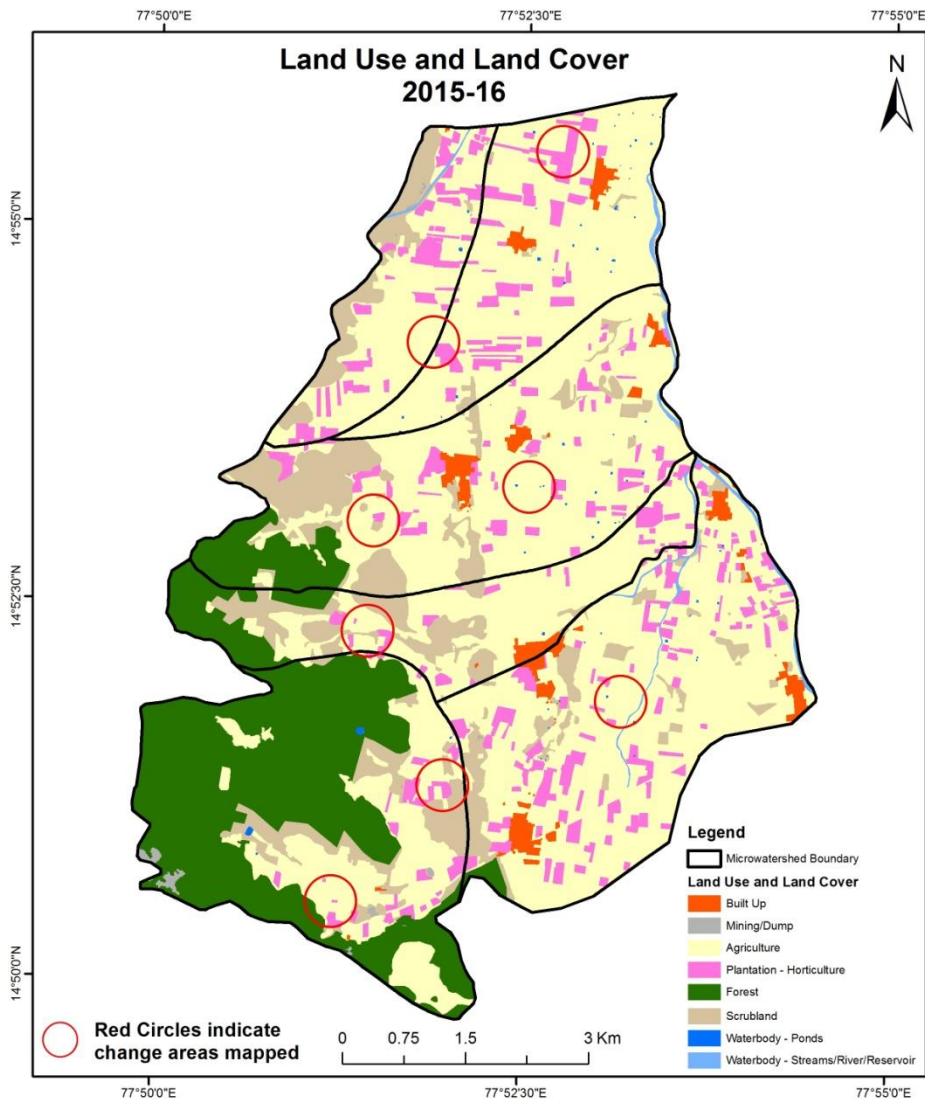 77°50'0"E 77°52'30"E 77°55'0"E
Land Use and Land Cover
2015-16
N
14°55'0"N
14°52'30"N
14°50'0"N
Legend
Microwatershed Boundary
Land Use and Land Cover
Built Up
Mining/Dump
Agriculture
Plantation - Horticulture
Forest
Scrubland
Waterbody - Ponds
Waterbody - Streams/River/Reservoir
Red Circles indicate
change areas mapped
0 0.75 1.5 3 Km
77°50'0"E 77°52'30"E 77°55'0"E